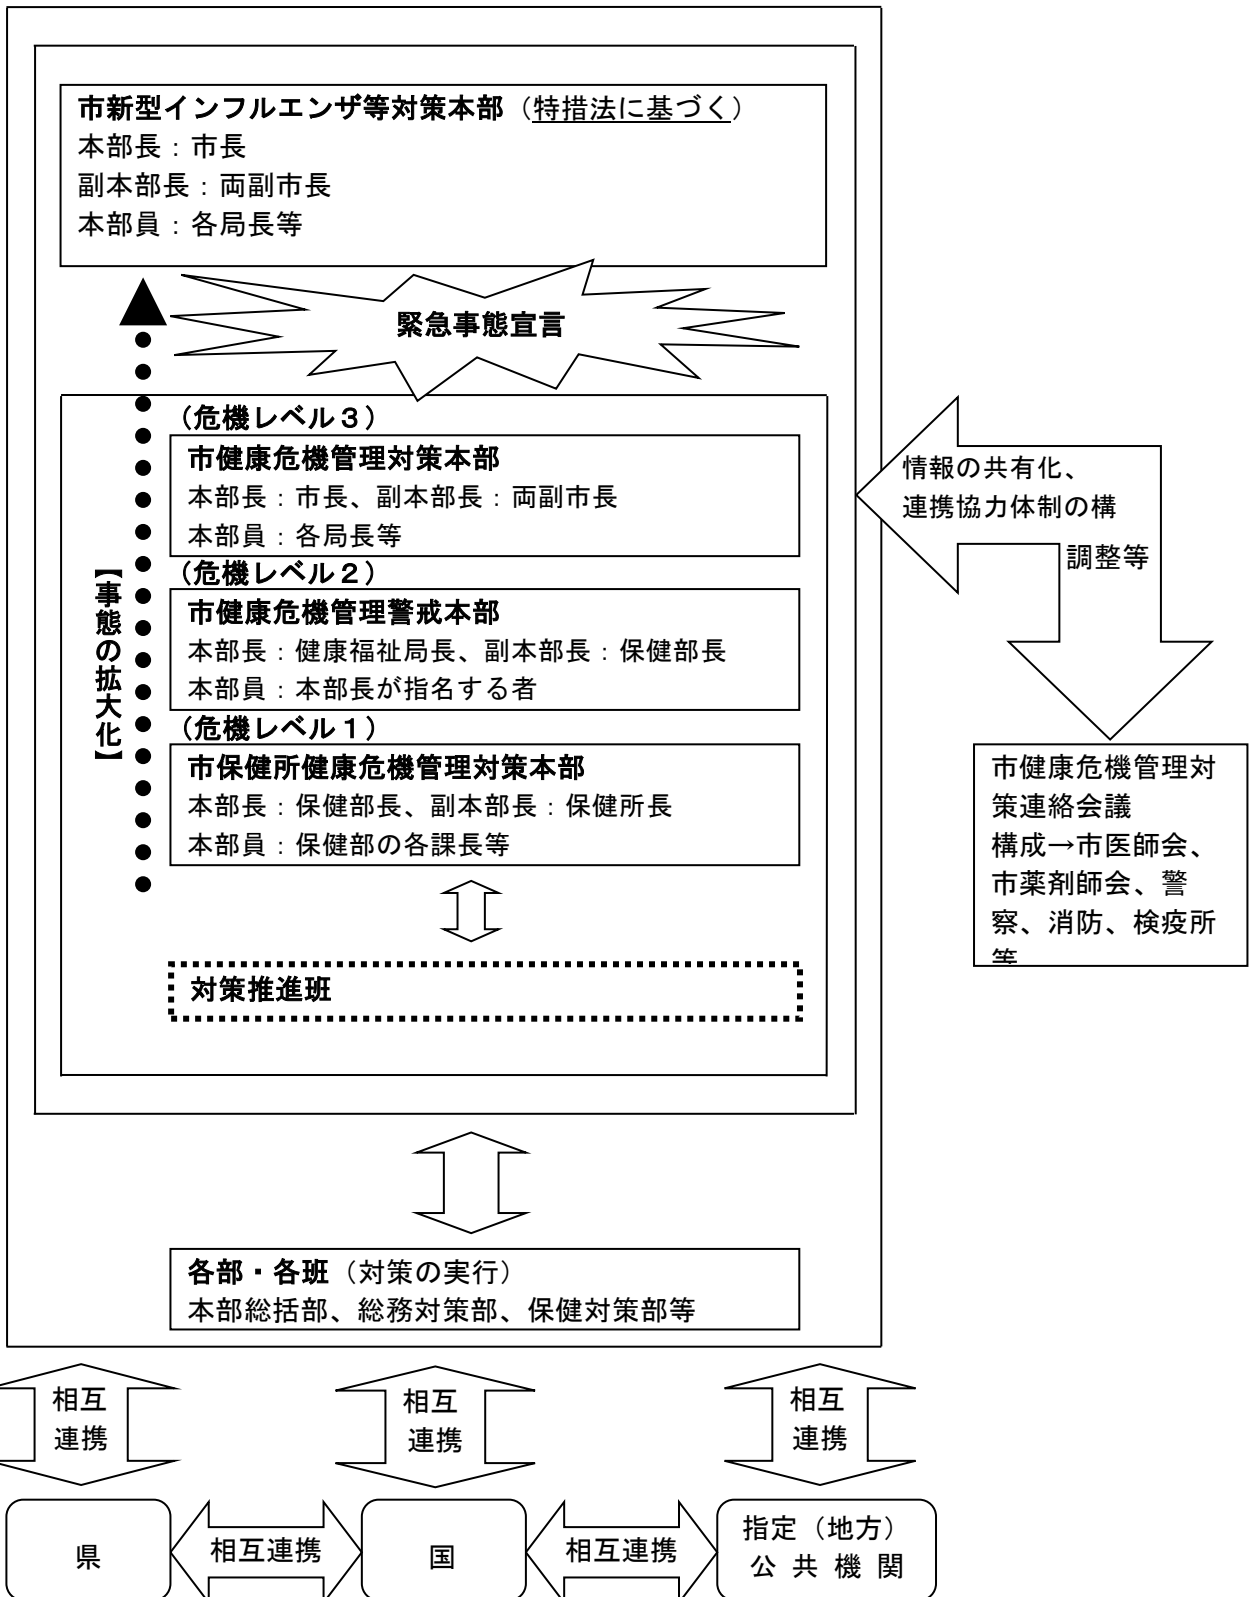 市新型インフルエンザ等対策本部（特措法に基づく）
本部長：市長
副本部長：両副市長
本部員：各局長等
緊急事態宣言
（危機レベル３）
市健康危機管理対策本部
本部長：市長、副本部長：両副市長
本部員：各局長等
（危機レベル２）
市健康危機管理警戒本部
本部長：健康福祉局長、副本部長：保健部長
本部員：本部長が指名する者
（危機レベル１）
市保健所健康危機管理対策本部
本部長：保健部長、副本部長：保健所長
本部員：保健部の各課長等
【事態の拡大化】
対策推進班
情報の共有化、
連携協力体制の構
調整等
市健康危機管理対
策連絡会議
構成→市医師会、
市薬剤師会、警
察、消防、検疫所
等
各部・各班（対策の実行）
本部総括部、総務対策部、保健対策部等
相互
連携
相互
連携
相互
連携
県
相互連携
国
相互連携
指定（地方）
公共機関